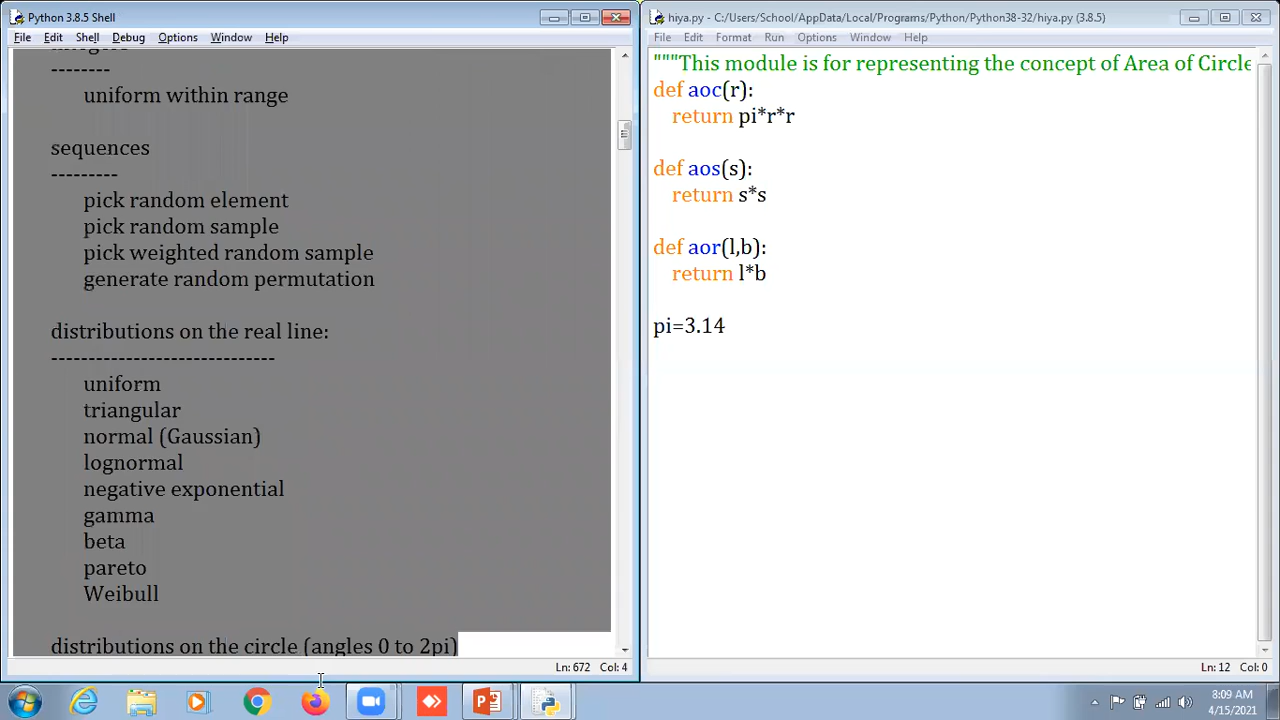 Python 3.8.5 Shell
File Edit Shell Debug Options Window Help
integers
--------
uniform within range
sequences
---------
pick random element
pick random sample
pick weighted random sample
generate random permutation
distributions on the real line:
------------------------------
uniform
triangular
normal (Gaussian)
lognormal
negative exponential
gamma
beta
pareto
Weibull
distributions on the circle (angles 0 to 2pi)
Ln: 672 Col: 4
hiya.py - C:/Users/School/AppData/Local/Programs/Python/Python38-32/hiya.py (3.8.5)
File Edit Format Run Options Window Help
"""This module is for representing the concept of Area of Circle
def aoc(r):
return pi*r*r
def aos(s):
return s*s
def aor(l,b):
return l*b
pi=3.14
Ln: 12 Col: 0
8:09 AM
4/15/2021